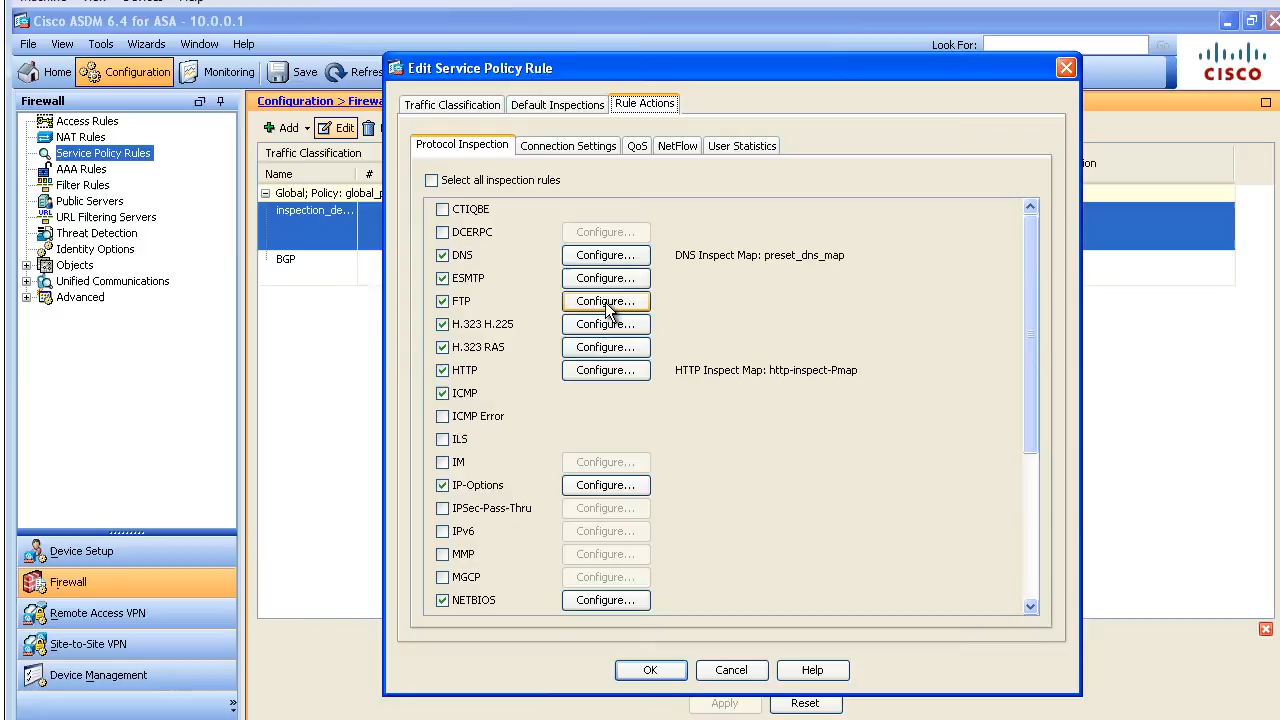 Help
Cisco ASDM 6.4 for ASA - 10.0.0.1
File View Tools Wizards Window Help
Look For: Go
Home Configuration Monitoring Save Refres
CISCO
Firewall
Access Rules
NAT Rules
Service Policy Rules
AAA Rules
Filter Rules
Public Servers
URL Filtering Servers
Threat Detection
Identity Options
Objects
Unified Communications
Advanced
Device Setup
Firewall
Remote Access VPN
Site-to-Site VPN
Device Management
»
Configuration > Firewa
Add Edit
Traffic Classification
Name #
Global; Policy: global_p
inspection_de...
BGP
Edit Service Policy Rule
Traffic Classification Default Inspections Rule Actions
Protocol Inspection Connection Settings QoS NetFlow User Statistics
Select all inspection rules
CTIQBE
DCERPC Configure...
DNS Configure... DNS Inspect Map: preset_dns_map
ESMTP Configure...
FTP Configure...
H.323 H.225 Configure...
H.323 RAS Configure...
HTTP Configure... HTTP Inspect Map: http-inspect-Pmap
ICMP
ICMP Error
ILS
IM Configure...
IP-Options Configure...
IPSec-Pass-Thru Configure...
IPv6 Configure...
MMP Configure...
MGCP Configure...
NETBIOS Configure...
OK Cancel Help
on
Apply Reset